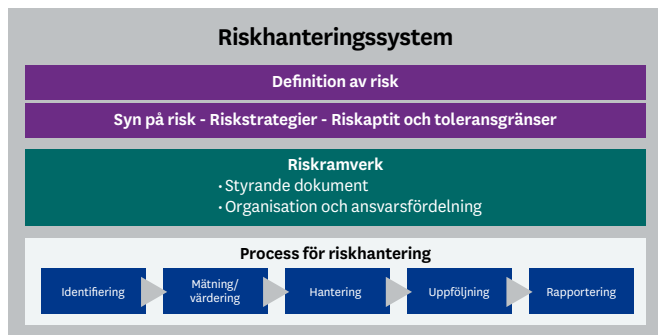 Riskhanteringssystem
Definition av risk
Syn på risk - Riskstrategier - Riskaptit och toleransgränser
Riskramverk
· Styrande dokument
· Organisation och ansvarsfördelning
Process för riskhantering
Identifiering
Mätning/
värdering
Hantering
Uppföljning
Rapportering